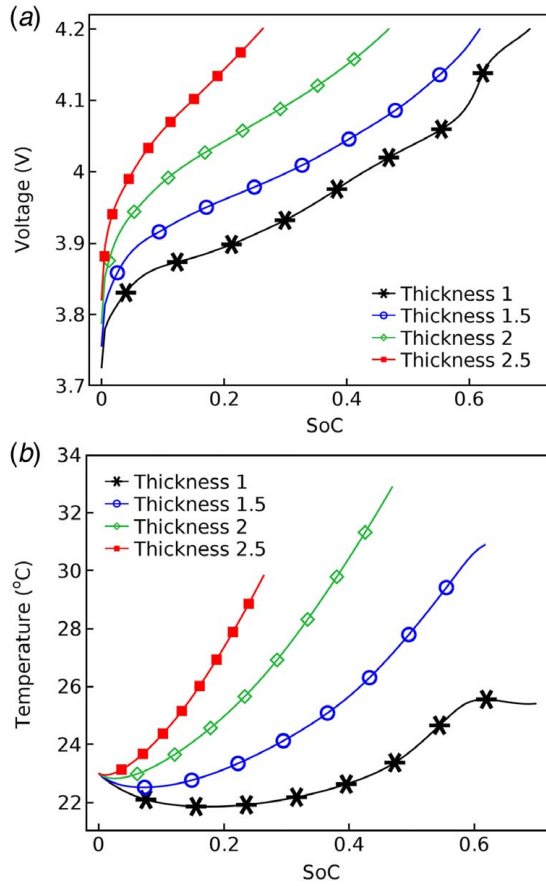 (a)
4.2
4.1
4
3.9
3.8
3.7
Voltage (V)
Thickness 1
Thickness 1.5
Thickness 2
Thickness 2.5
0
0.2
0.4
0.6
SoC
(b)
34
32
30
28
26
24
22
Temperature (°C)
Thickness 1
Thickness 1.5
Thickness 2
Thickness 2.5
0
0.2
0.4
0.6
SoC